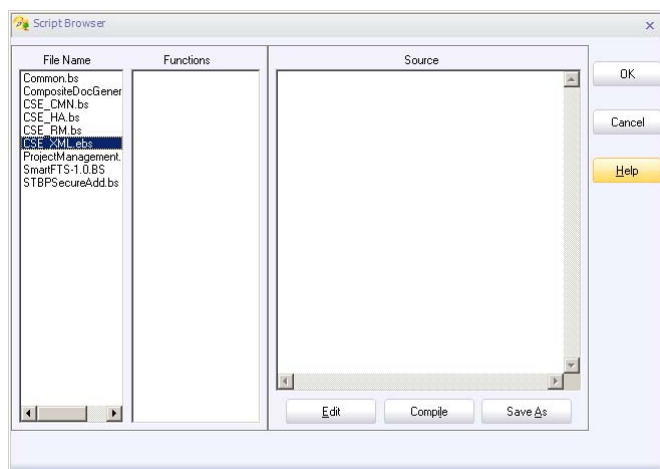 Script Browser
File Name
Functions
Source
Common.bs
CompositeDocGener
CSE_CMN.bs
CSE_HA.bs
CSE_RM.bs
CSE_XML.ebs
ProjectManagement.
SmartFTS-1.0.BS
STBPSecureAdd.bs
OK
Cancel
Help
Edit
Compile
Save As